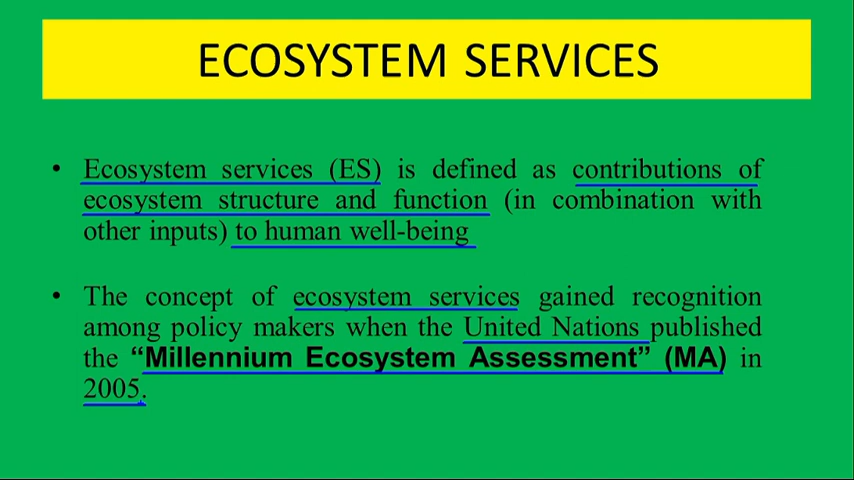 ECOSYSTEM SERVICES
• Ecosystem services (ES) is defined as contributions of
ecosystem structure and function (in combination with
other inputs) to human well-being
• The concept of ecosystem services gained recognition
among policy makers when the United Nations published
the “Millennium Ecosystem Assessment” (MA) in
2005.